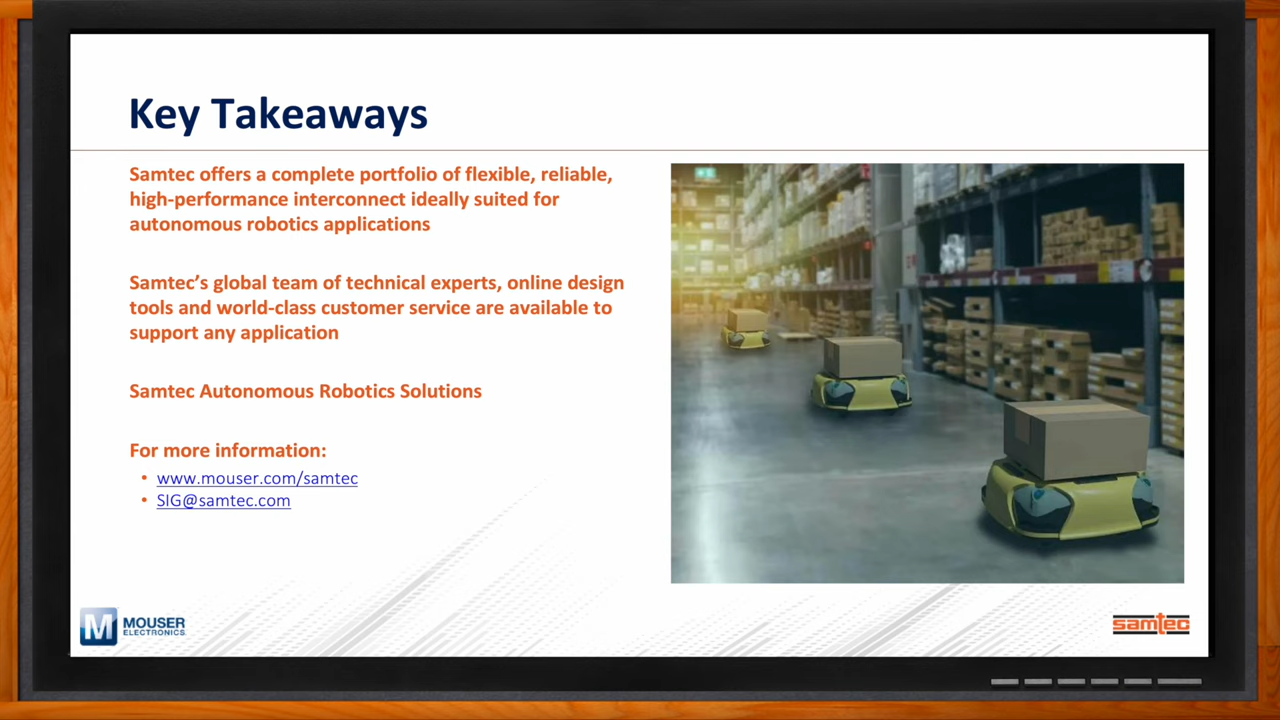 Key Takeaways
Samtec offers a complete portfolio of flexible, reliable,
high-performance interconnect ideally suited for
autonomous robotics applications
Samtec’s global team of technical experts, online design
tools and world-class customer service are available to
support any application
Samtec Autonomous Robotics Solutions
For more information:
• www.mouser.com/samtec
• SIG@samtec.com
M MOUSER
ELECTRONICS
samtec